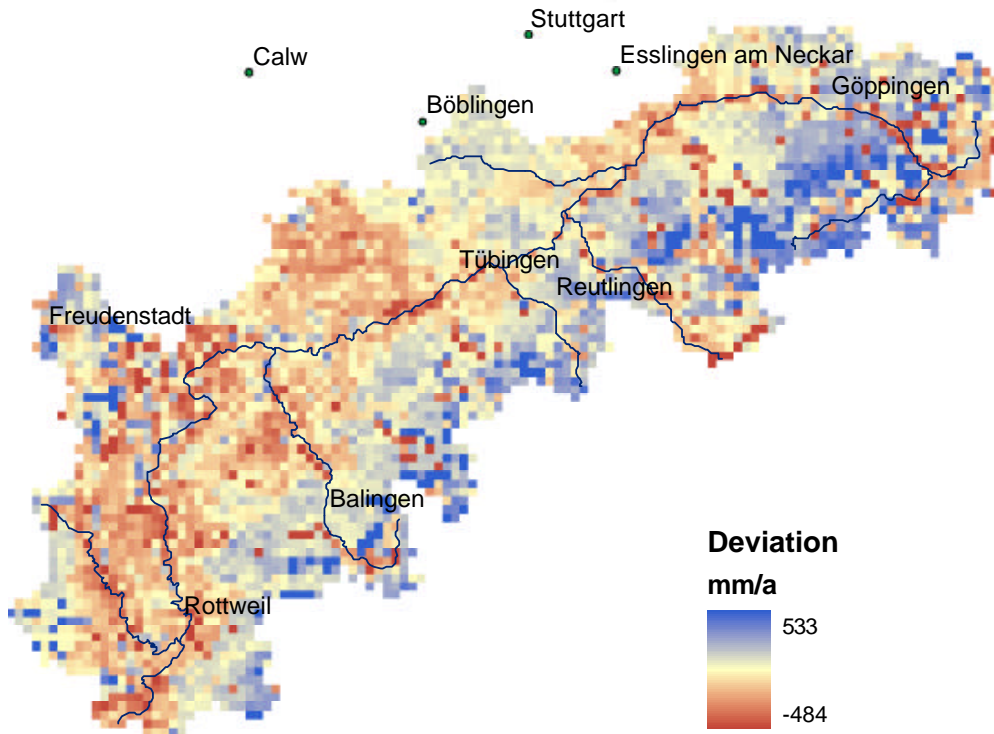 Stuttgart
Calw
Esslingen am Neckar
Göppingen
Böblingen
Tübingen
Reutlingen
Freudenstadt
Balingen
Rottweil
Deviation
mm/a
533
-484